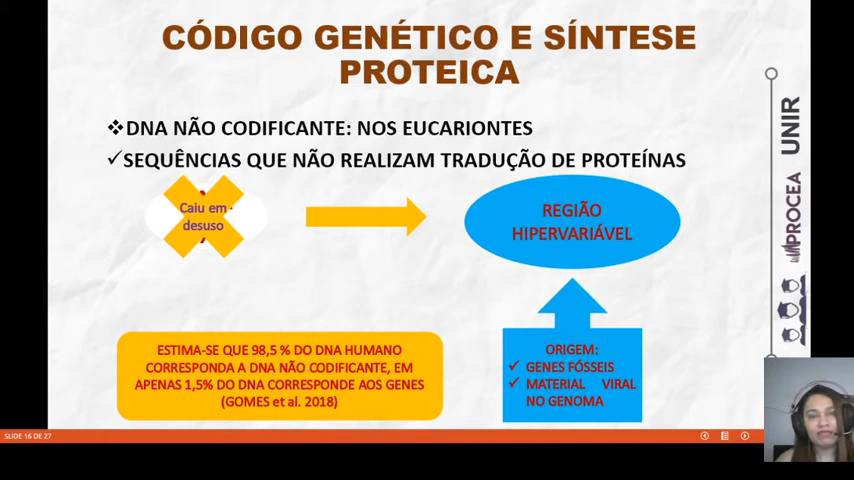 CÓDIGO GENÉTICO E SÍNTESE
PROTEICA
❖DNA NÃO CODIFICANTE: NOS EUCARIONTES
✓SEQUÊNCIAS QUE NÃO REALIZAM TRADUÇÃO DE PROTEÍNAS
Caiu em
desuso
REGIÃO
HIPERVARIÁVEL
ESTIMA-SE QUE 98,5 % DO DNA HUMANO
CORRESPONDE A DNA NÃO CODIFICANTE, EM
APENAS 1,5% DO DNA CORRESPONDE AOS GENES
(GOMES et al. 2018)
ORIGEM:
✓ GENES FÓSSEIS
✓ MATERIAL VIRAL
NO GENOMA
UNIR
PROCEA
SLIDE 16 DE 27